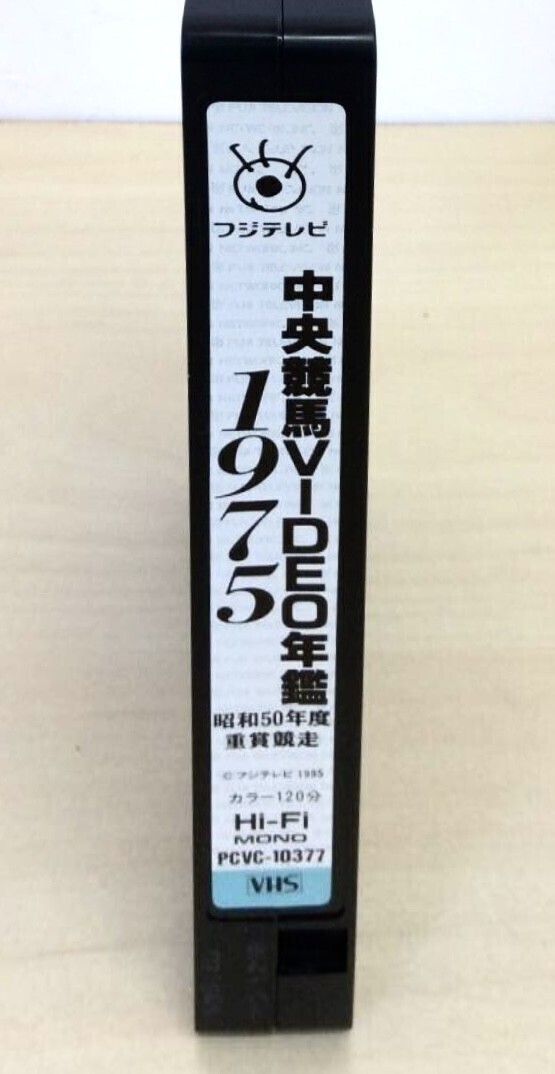 フジテレビ
中央競馬VIDEO年鑑
1975
昭和50年度
重賞競走
© フジテレビ 1995
カラー120分
Hi-Fi
MONO
PCVC-10377
VHS